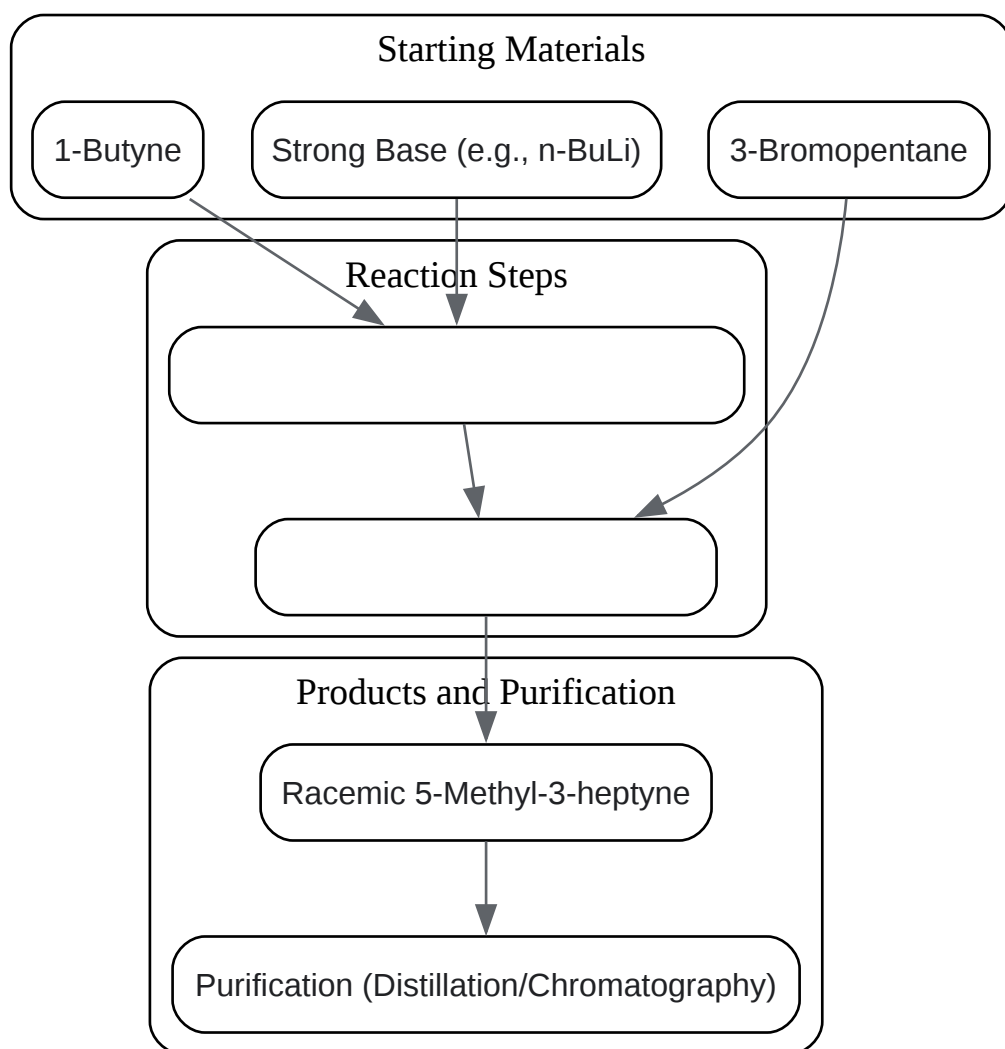 Starting Materials
1-Butyne
Strong Base (e.g., n-BuLi)
3-Bromopentane
Reaction Steps
Products and Purification
Racemic 5-Methyl-3-heptyne
Purification (Distillation/Chromatography)